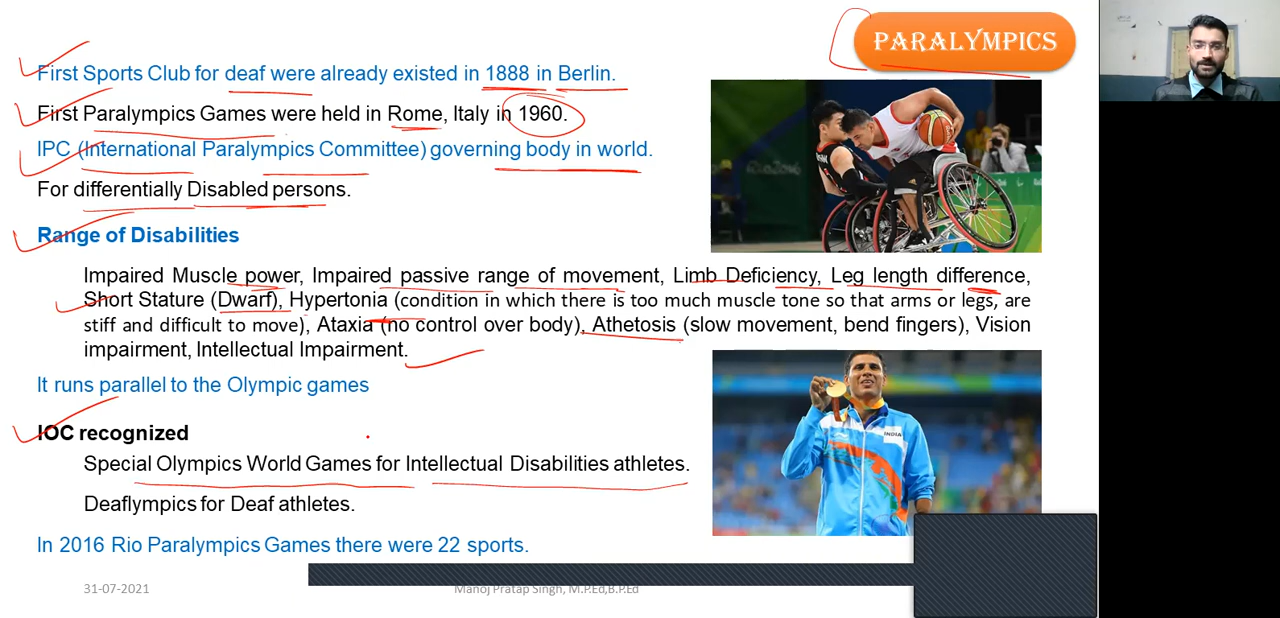 PARALYMPICS
First Sports Club for deaf were already existed in 1888 in Berlin.
First Paralympics Games were held in Rome, Italy in 1960.
IPC (International Paralympics Committee) governing body in world.
For differentially Disabled persons.
Range of Disabilities
Impaired Muscle power, Impaired passive range of movement, Limb Deficiency, Leg length difference,
Short Stature (Dwarf), Hypertonia (condition in which there is too much muscle tone so that arms or legs, are
stiff and difficult to move), Ataxia (no control over body), Athetosis (slow movement, bend fingers), Vision
impairment, Intellectual Impairment.
It runs parallel to the Olympic games
IOC recognized
INDIA
Special Olympics World Games for Intellectual Disabilities athletes.
Deaflympics for Deaf athletes.
In 2016 Rio Paralympics Games there were 22 sports.
31-07-2021
Manoj Pratap Singh, M.P.Ed,B.P.Ed